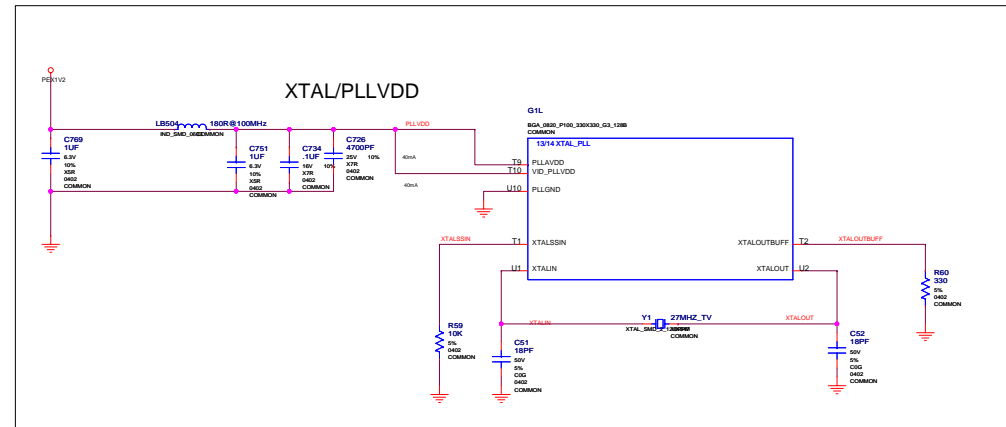 XTAL/PLLVDD
PEX1V2
LB504 180R@100MHz
COMMON
C769
1UF
6.3V
10%
X5R
0402
COMMON
C751
1UF
6.3V
10%
X5R
0402
COMMON
C734
.1UF
16V 10%
X7R
0402
COMMON
C726
4700PF
25V 10%
X7R
0402
COMMON
PLLVDD
40mA
40mA
G1L
BGA_0820_P100_330X330_G3_128B
COMMON
13/14 XTAL_PLL
T9 PLLAVDD
T10 VID_PLLVDD
U10 PLLGND
XTALSSIN T1 XTALSSIN
XTALOUTBUFF T2 XTALOUTBUFF
U1 XTALIN
XTALOUT U2
R59
10K
5%
0402
COMMON
R60
330
5%
0402
COMMON
XTALIN
Y1 27MHZ_TV
COMMON
XTALOUT
C51
18PF
50V
5%
C0G
0402
COMMON
C52
18PF
50V
5%
C0G
0402
COMMON